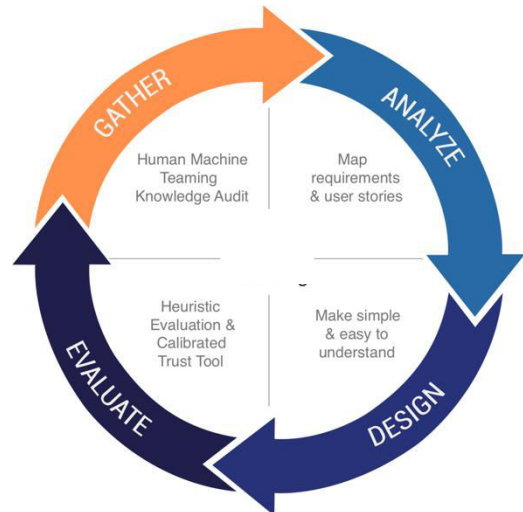 GATHER
ANALYZE
Human Machine
Teaming
Knowledge Audit
Map
requirements
& user stories
Heuristic
Evaluation &
Calibrated
Trust Tool
Make simple
& easy to
understand
EVALUATE
DESIGN